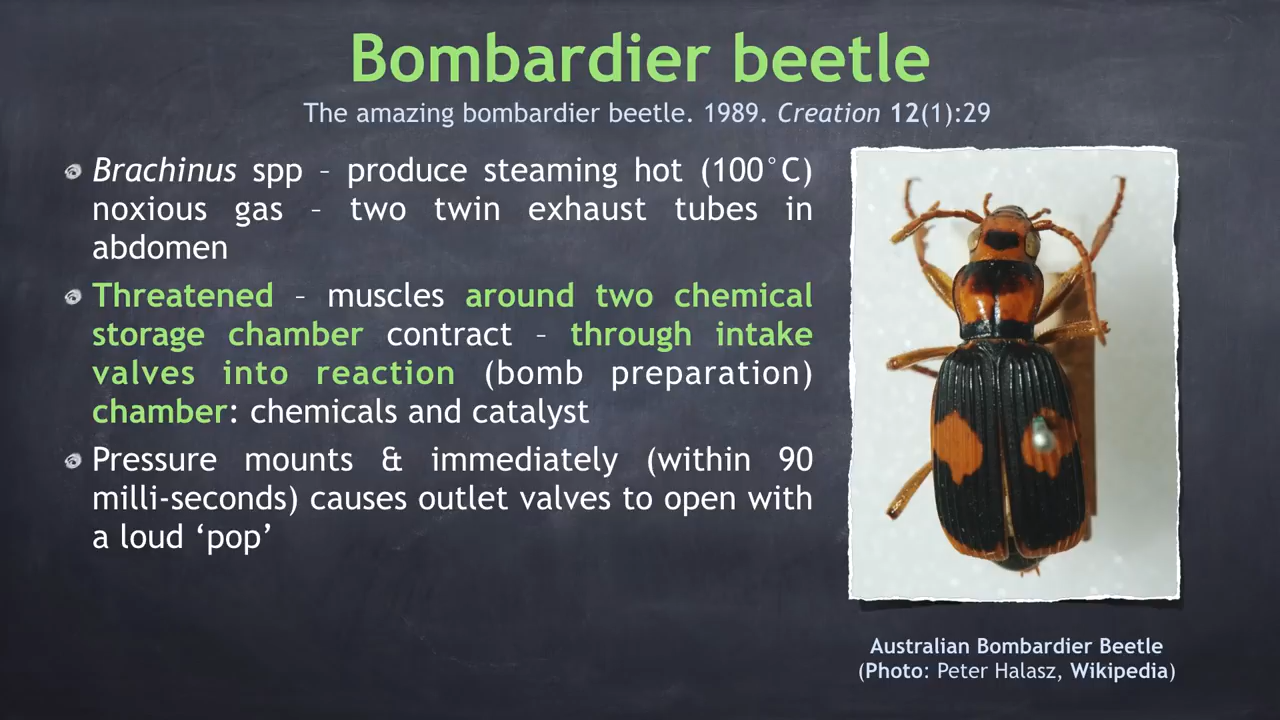 Bombardier beetle
The amazing bombardier beetle. 1989. Creation 12(1):29
Brachinus spp – produce steaming hot (100°C)
noxious gas – two twin exhaust tubes in
abdomen
Threatened – muscles around two chemical
storage chamber contract – through intake
valves into reaction (bomb preparation)
chamber: chemicals and catalyst
Pressure mounts & immediately (within 90
milli-seconds) causes outlet valves to open with
a loud ‘pop’
Australian Bombardier Beetle
(Photo: Peter Halasz, Wikipedia)